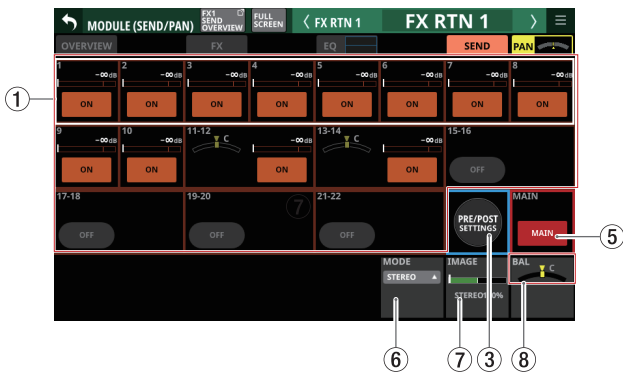 MODULE (SEND/PAN) FX1 SEND OVERVIEW FULL SCREEN FX RTN 1 FX RTN 1
OVERVIEW FX EQ SEND PAN
1 2 3 4 5 6 7 8
-∞dB -∞dB -∞dB -∞dB -∞dB -∞dB -∞dB -∞dB
1
ON ON ON ON ON ON ON ON
9 10 11-12 13-14 15-16
-∞dB -∞dB C -∞dB C -∞dB
ON ON ON ON OFF
17-18 19-20 21-22 MAIN
7
PRE/POST
SETTINGS
OFF OFF OFF MAIN 5
MODE IMAGE BAL
STEREO C
STEREO100%
6 7 3 8